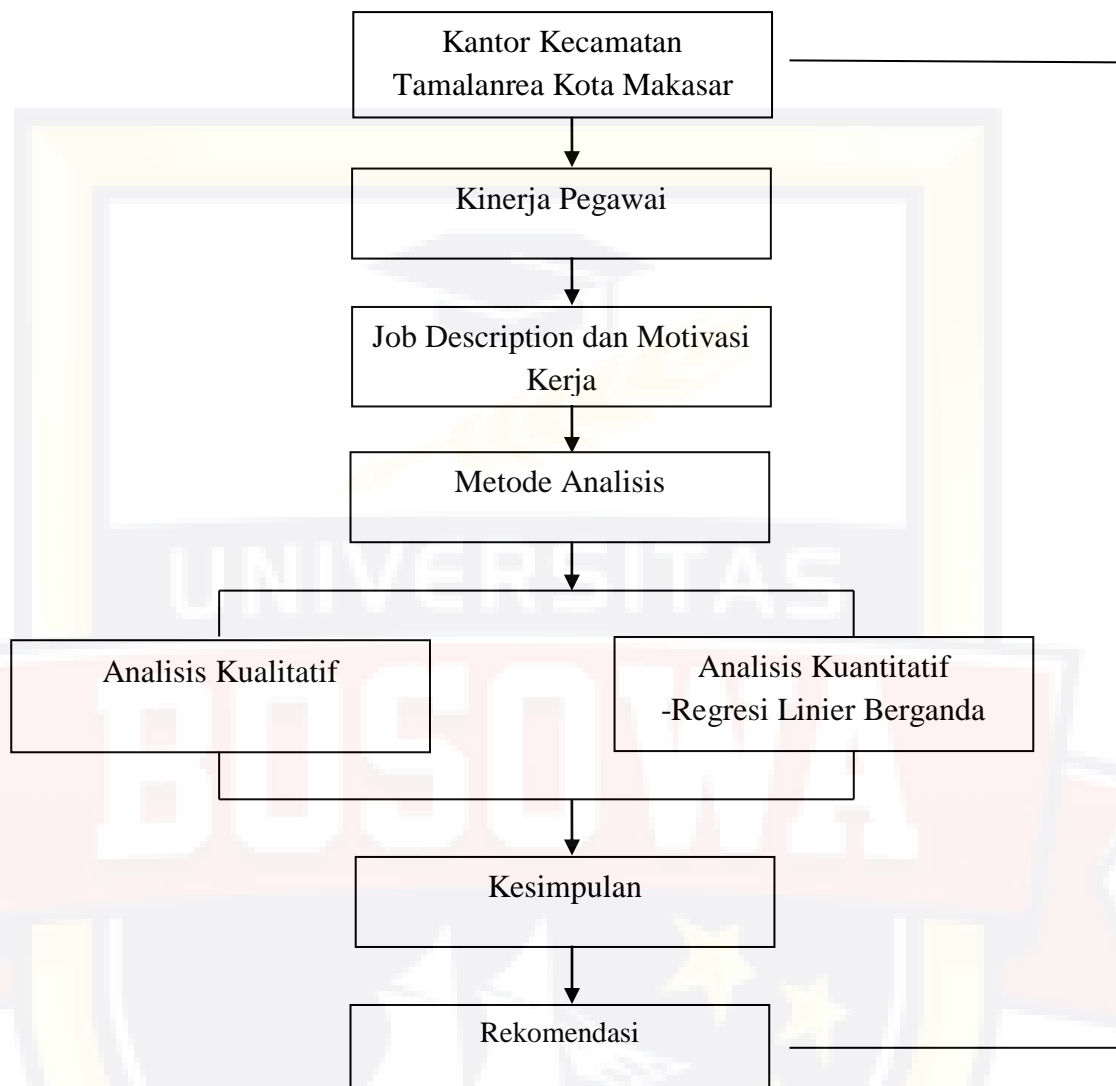 Kantor Kecamatan
Tamalanrea Kota Makasar
Kinerja Pegawai
Job Description dan Motivasi
Kerja
Metode Analisis
UNIVERSITAS
Analisis Kualitatif
Analisis Kuantitatif
-Regresi Linier Berganda
BOSOWA
Kesimpulan
Rekomendasi